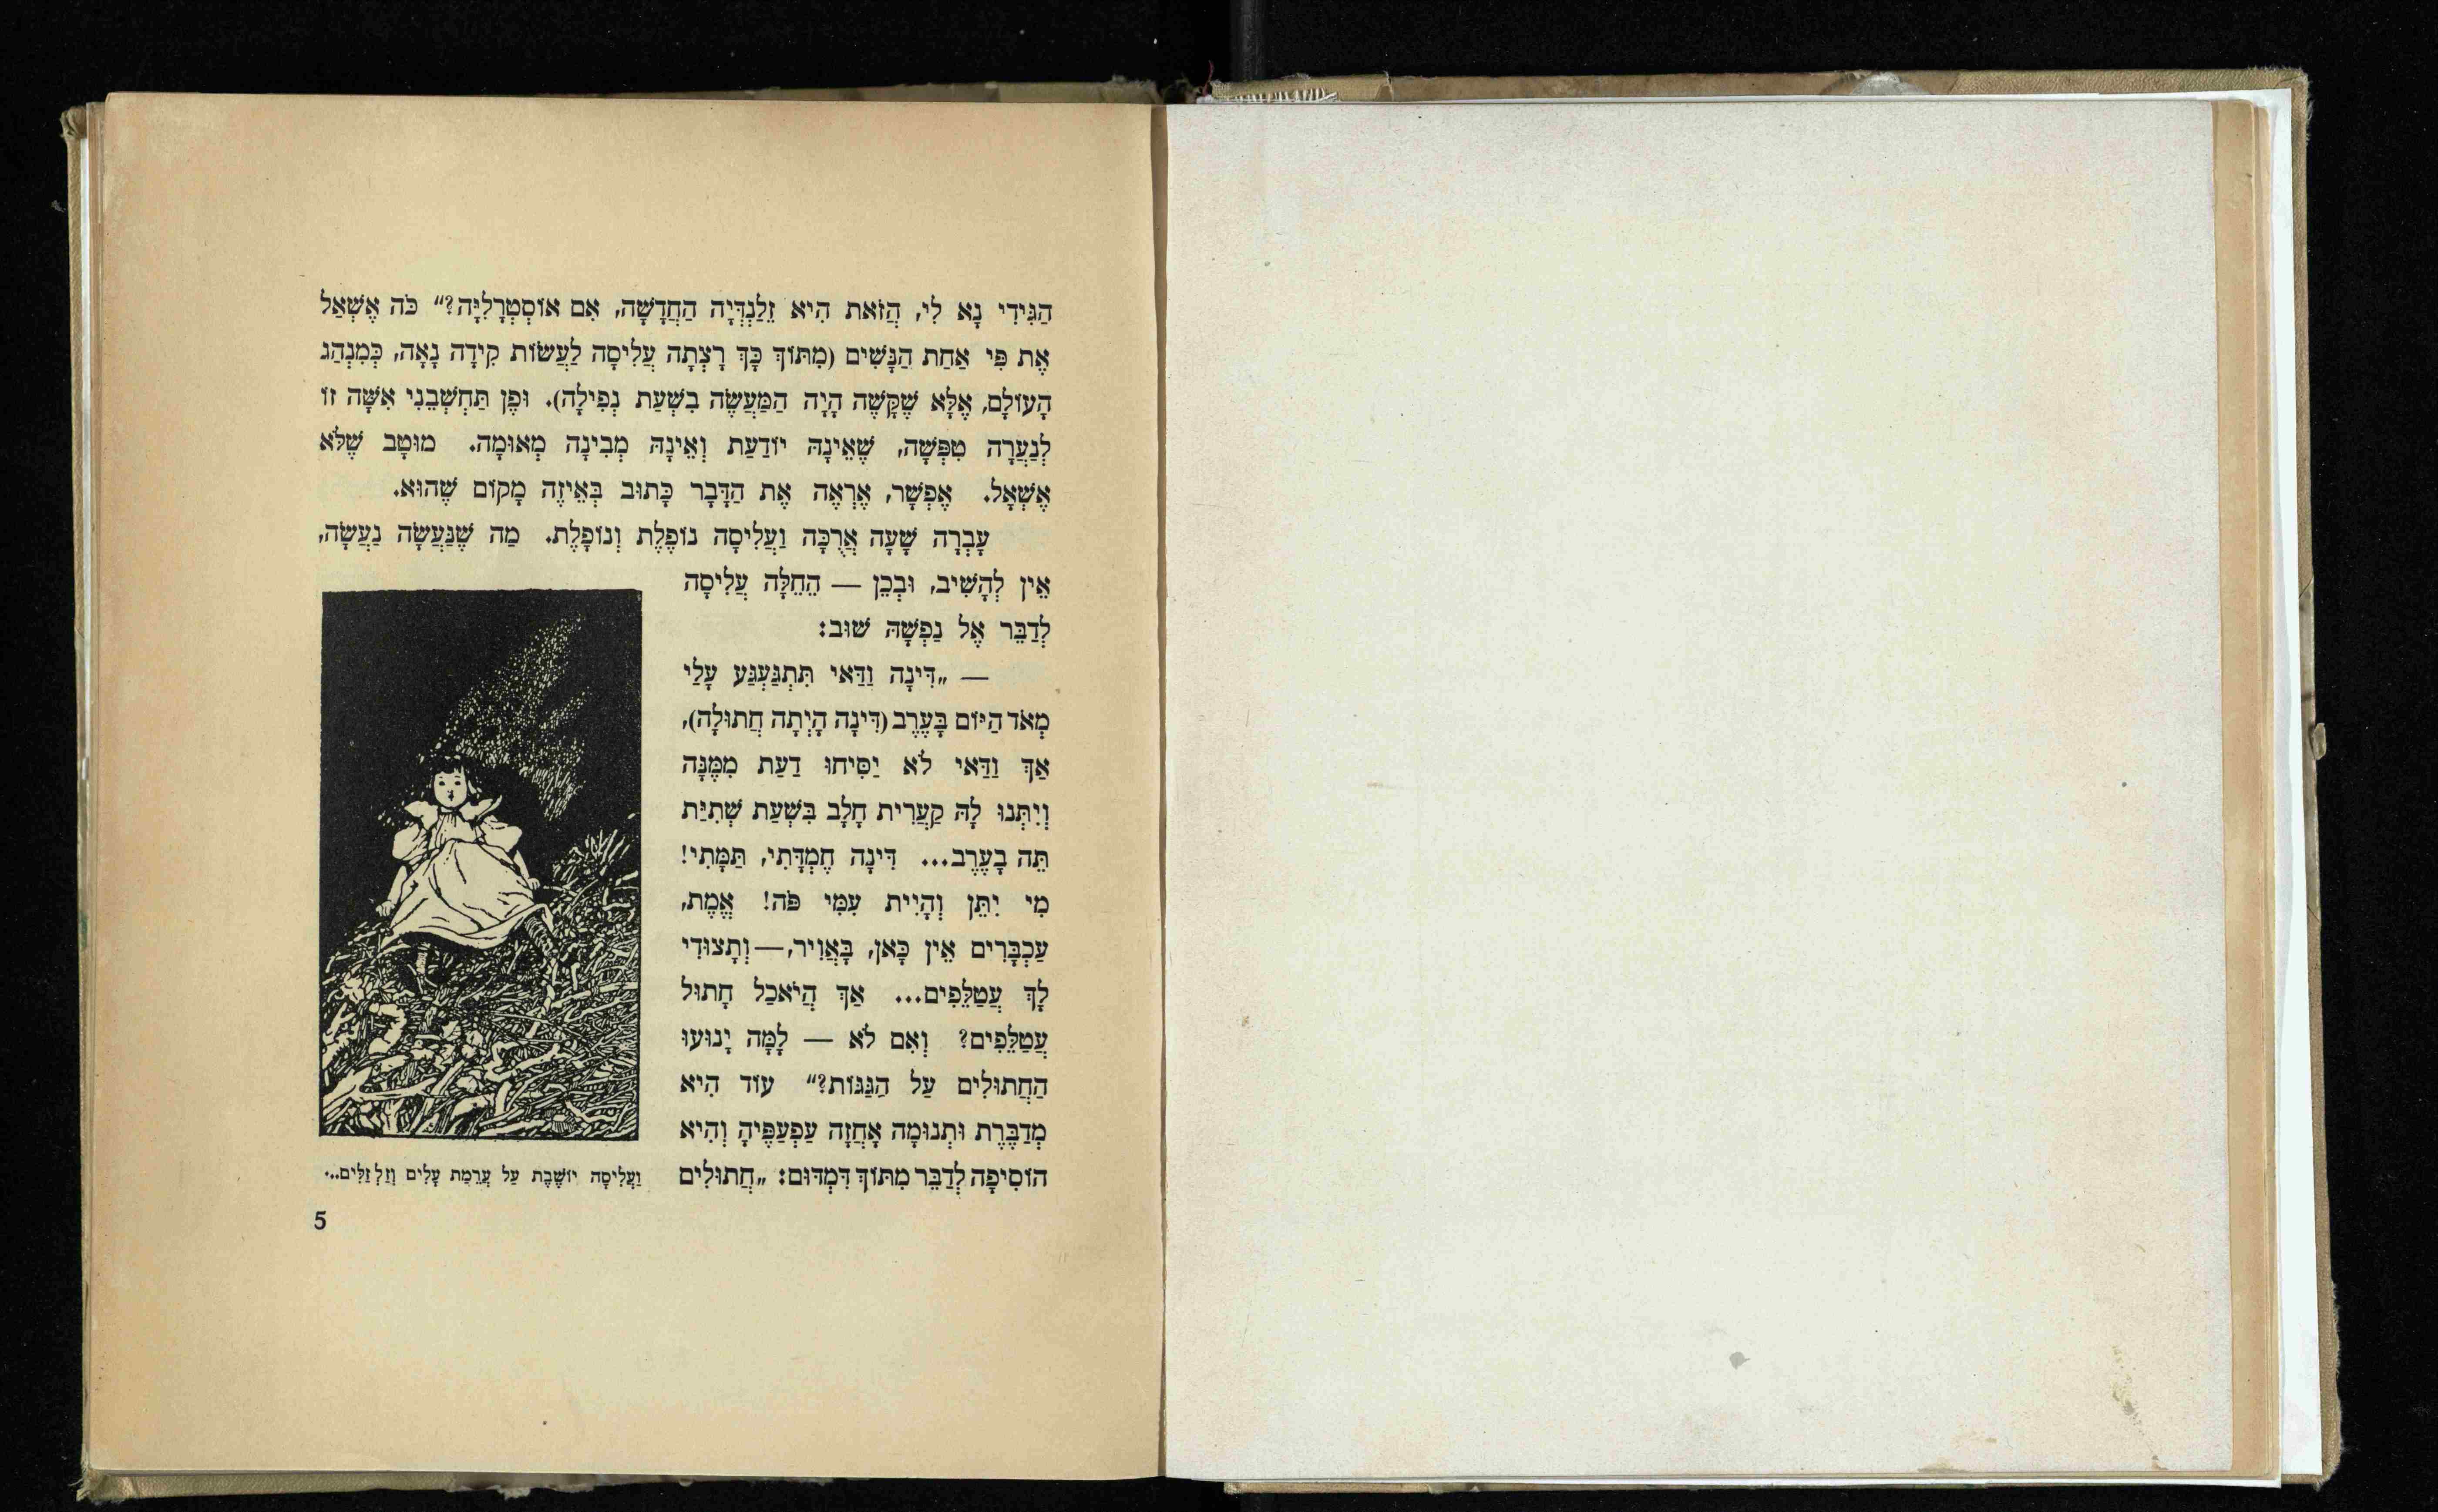 הַגִּידִי נָא לִי, הֲזֹאת הִיא זֵלַנְדְּיָה הַחֲדָשָׁה, אִם אוֹסְטְרָלִיָּה?“ כֹּה אֶשְׁאַל
אֶת פִּי אַחַת הַנָּשִׁים (מִתּוֹךְ כָּךְ רָצְתָה עֲלִיסָה לַעֲשׂוֹת קִידָה נָאָה, כְּמִנְהַג
הָעוֹלָם, אֶלָּא שֶׁקָּשֶׁה הָיָה הַמַּעֲשֶׂה בִּשְׁעַת נְפִילָה). וּפֶן תַּחְשְׁבֵנִי אִשָּׁה זוֹ
לְנַעֲרָה טִפְּשָׁה, שֶׁאֵינָהּ יוֹדַעַת וְאֵינָהּ מְבִינָה מְאוּמָה. מוּטָב שֶׁלֹּא
אֶשְׁאָל. אֶפְשָׁר, אֶרְאֶה אֶת הַדָּבָר כָּתוּב בְּאֵיזֶה מָקוֹם שֶׁהוּא.
עָבְרָה שָׁעָה אֲרֻכָּה וַעֲלִיסָה נוֹפֶלֶת וְנוֹפֶלֶת. מַה שֶּׁנַּעֲשָׂה נַעֲשָׂה,
אֵין לְהָשִׁיב, וּבְכֵן — הֵחֵלָּה עֲלִיסָה
לְדַבֵּר אֶל נַפְשָׁהּ שׁוּב:
— „דִּינָה וַדַּאי תִּתְגַּעְגַּע עָלַי
מְאֹד הַיּוֹם בָּעֶרֶב (דִּינָה הָיְתָה חֲתוּלָה),
אַךְ וַדַּאי לֹא יַסִּיחוּ דַעַת מִמֶּנָּה
וְיִתְּנוּ לָהּ קַעֲרִית חָלָב בִּשְׁעַת שְׁתִיַּת
תֵּה בָעֶרֶב... דִּינָה חֶמְדָּתִי, תַּמָּתִי!
מִי יִתֵּן וְהָיִית עִמִּי פֹּה! אֱמֶת,
עַכְבָּרִים אֵין כָּאן, בָּאֲוִיר,—וְתָצוּדִי
לָךְ עֲטַלֵּפִים... אַךְ הֲיֹאכַל חָתוּל
עֲטַלֵּפִים? וְאִם לֹא — לָמָּה יָנוּעוּ
הַחֲתוּלִים עַל הַגַּגּוֹת?“ עוֹד הִיא
מְדַבֶּרֶת וּתְנוּמָה אָחֲזָה עַפְעַפֶּיהָ וְהִיא
הוֹסִיפָה לְדַבֵּר מִתּוֹךְ דִּמְדּוּם: „חֲתוּלִים
וַעֲלִיסָה יוֹשֶׁבֶת עַל עֲרֵמַת עָלִים וְזַלְזַלִּים...
5